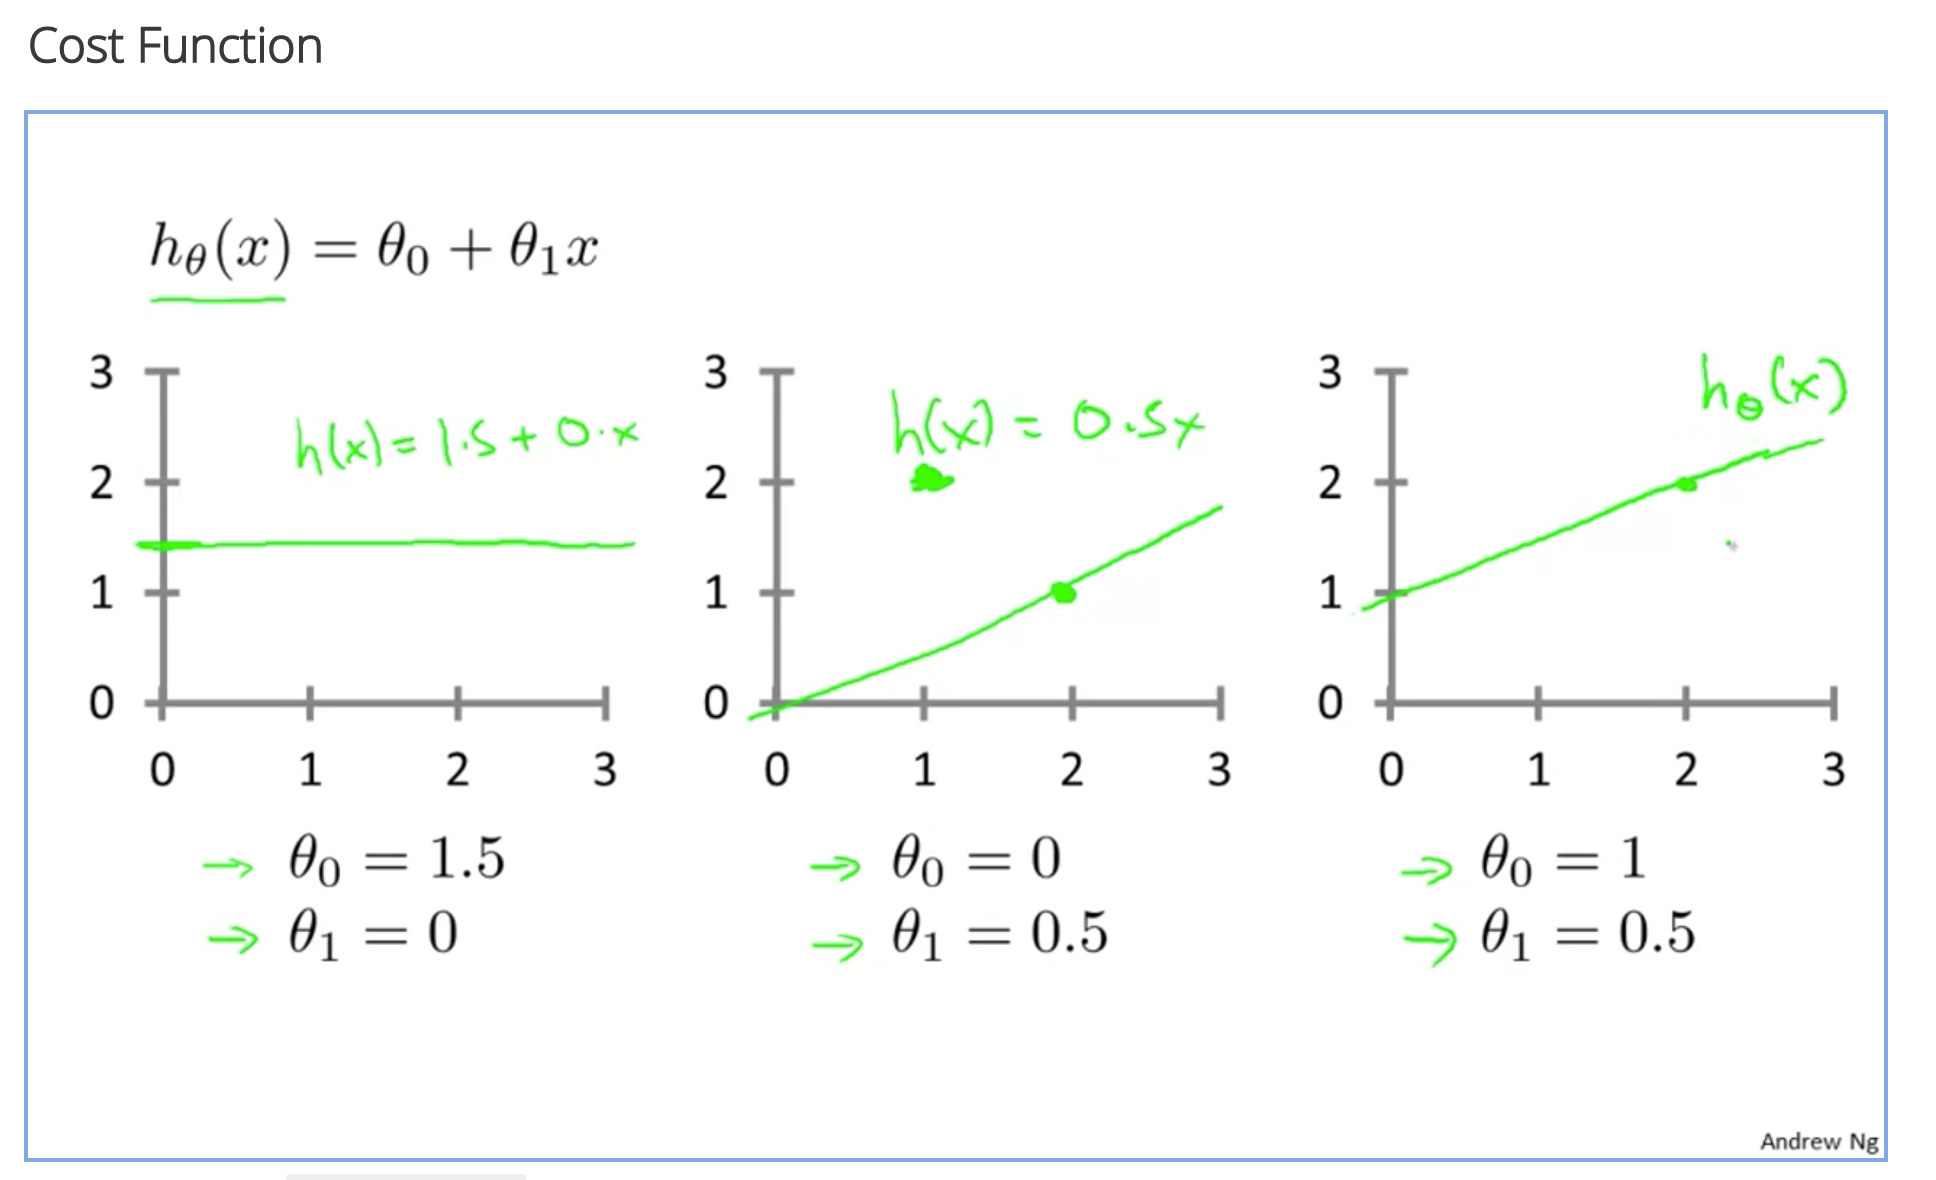 Cost Function
hθ(x) = θ0 + θ1x
3
h(x) = 1.5 + 0·x
2
1
0
0 1 2 3
θ0 = 1.5
θ1 = 0
3
h(x) = 0.5x
2
1
0
0 1 2 3
θ0 = 0
θ1 = 0.5
3
hθ(x)
2
1
0
0 1 2 3
θ0 = 1
θ1 = 0.5
Andrew Ng